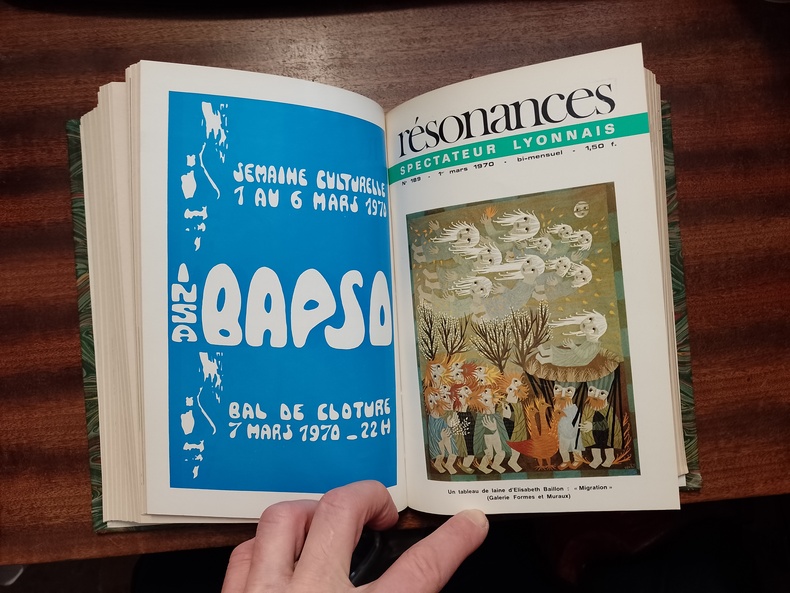 SEMAINE CULTURELLE
1 AU 6 MARS 1970
INSA
BAPSO
BAL DE CLOTURE
7 MARS 1970 _ 22 H
résonances
SPECTATEUR LYONNAIS
N° 199 • 1er mars 1970 • bi-mensuel • 1,50 f.
Un tableau de laine d'Elisabeth Baillon : « Migration »
(Galerie Formes et Muraux)